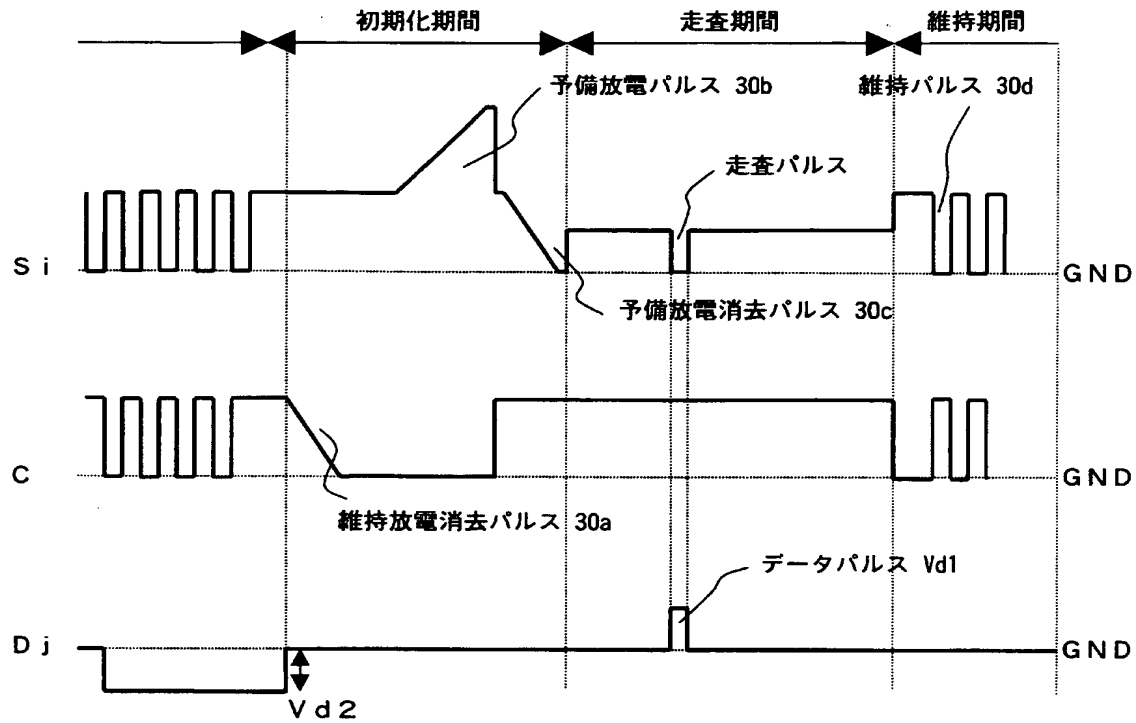 初期化期間 走査期間 維持期間
予備放電パルス 30b 維持パルス 30d
走査パルス
Si GND
予備放電消去パルス 30c
C GND
維持放電消去パルス 30a
データパルス Vd1
Dj GND
Vd2